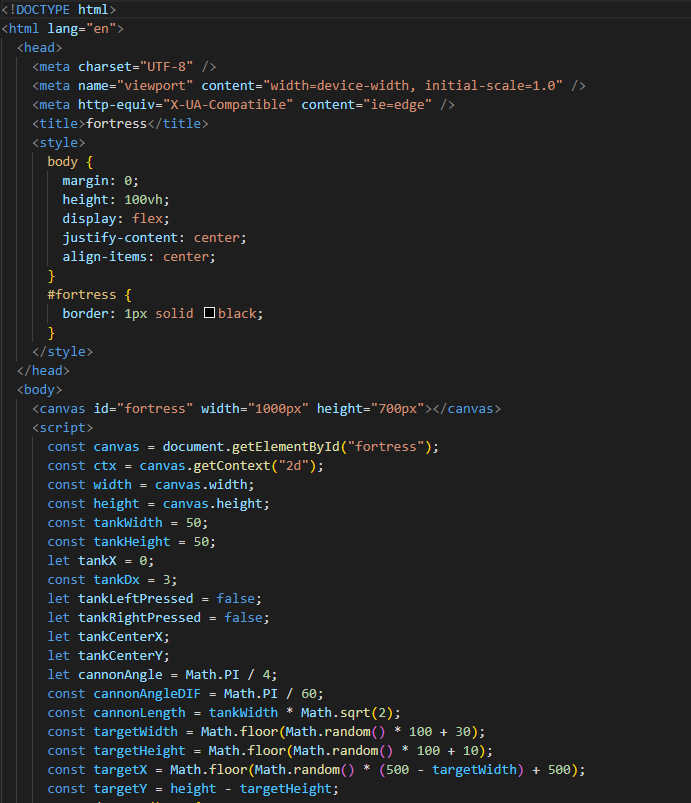 <!DOCTYPE html>
<html lang="en">
<head>
<meta charset="UTF-8" />
<meta name="viewport" content="width=device-width, initial-scale=1.0" />
<meta http-equiv="X-UA-Compatible" content="ie=edge" />
<title>fortress</title>
<style>
body {
margin: 0;
height: 100vh;
display: flex;
justify-content: center;
align-items: center;
}
#fortress {
border: 1px solid black;
}
</style>
</head>
<body>
<canvas id="fortress" width="1000px" height="700px"></canvas>
<script>
const canvas = document.getElementById("fortress");
const ctx = canvas.getContext("2d");
const width = canvas.width;
const height = canvas.height;
const tankWidth = 50;
const tankHeight = 50;
let tankX = 0;
const tankDx = 3;
let tankLeftPressed = false;
let tankRightPressed = false;
let tankCenterX;
let tankCenterY;
let cannonAngle = Math.PI / 4;
const cannonAngleDIF = Math.PI / 60;
const cannonLength = tankWidth * Math.sqrt(2);
const targetWidth = Math.floor(Math.random() * 100 + 30);
const targetHeight = Math.floor(Math.random() * 100 + 10);
const targetX = Math.floor(Math.random() * (500 - targetWidth) + 500);
const targetY = height - targetHeight;